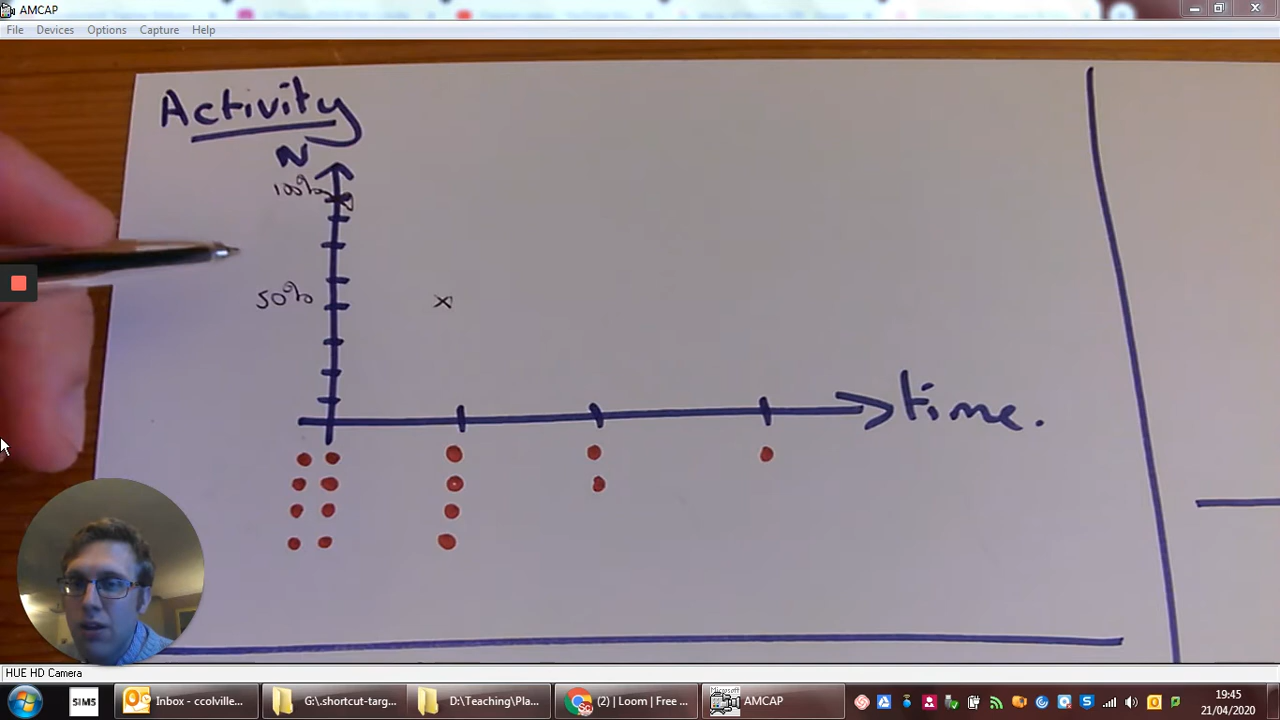 AMCAP
File Devices Options Capture Help
Activity
N
100%
50%
time.
HUE HD Camera
SIMS
Inbox - ccolville...
G:\.shortcut-targ...
D:\Teaching\Pla...
(2) | Loom | Free ...
Microsoft
AMCAP
19:45
21/04/2020